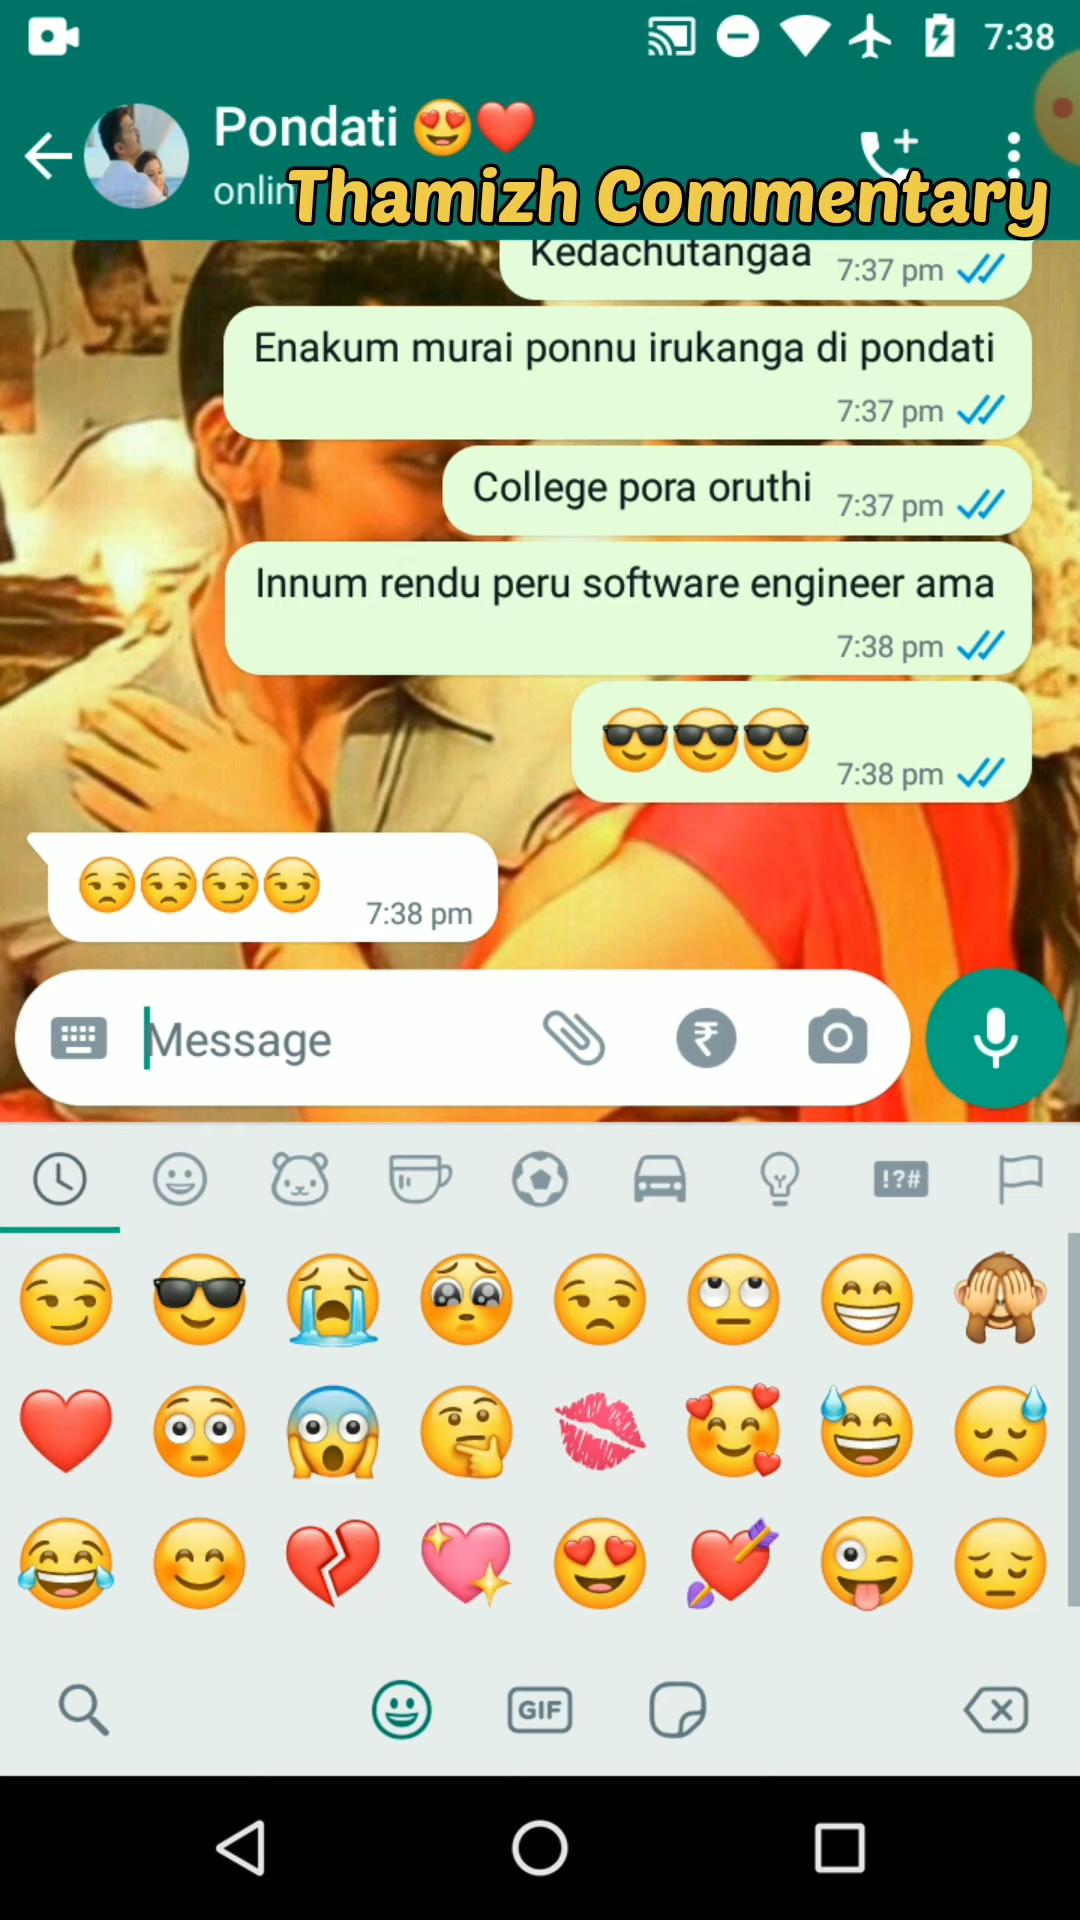 7:38
Pondati 😍❤️
onlin
Thamizh Commentary
Kedachutangaa 7:37 pm
Enakum murai ponnu irukanga di pondati
7:37 pm
College pora oruthi 7:37 pm
Innum rendu peru software engineer ama
7:38 pm
😎😎😎 7:38 pm
😒😒😏😏 7:38 pm
Message
₹
!?#
GIF